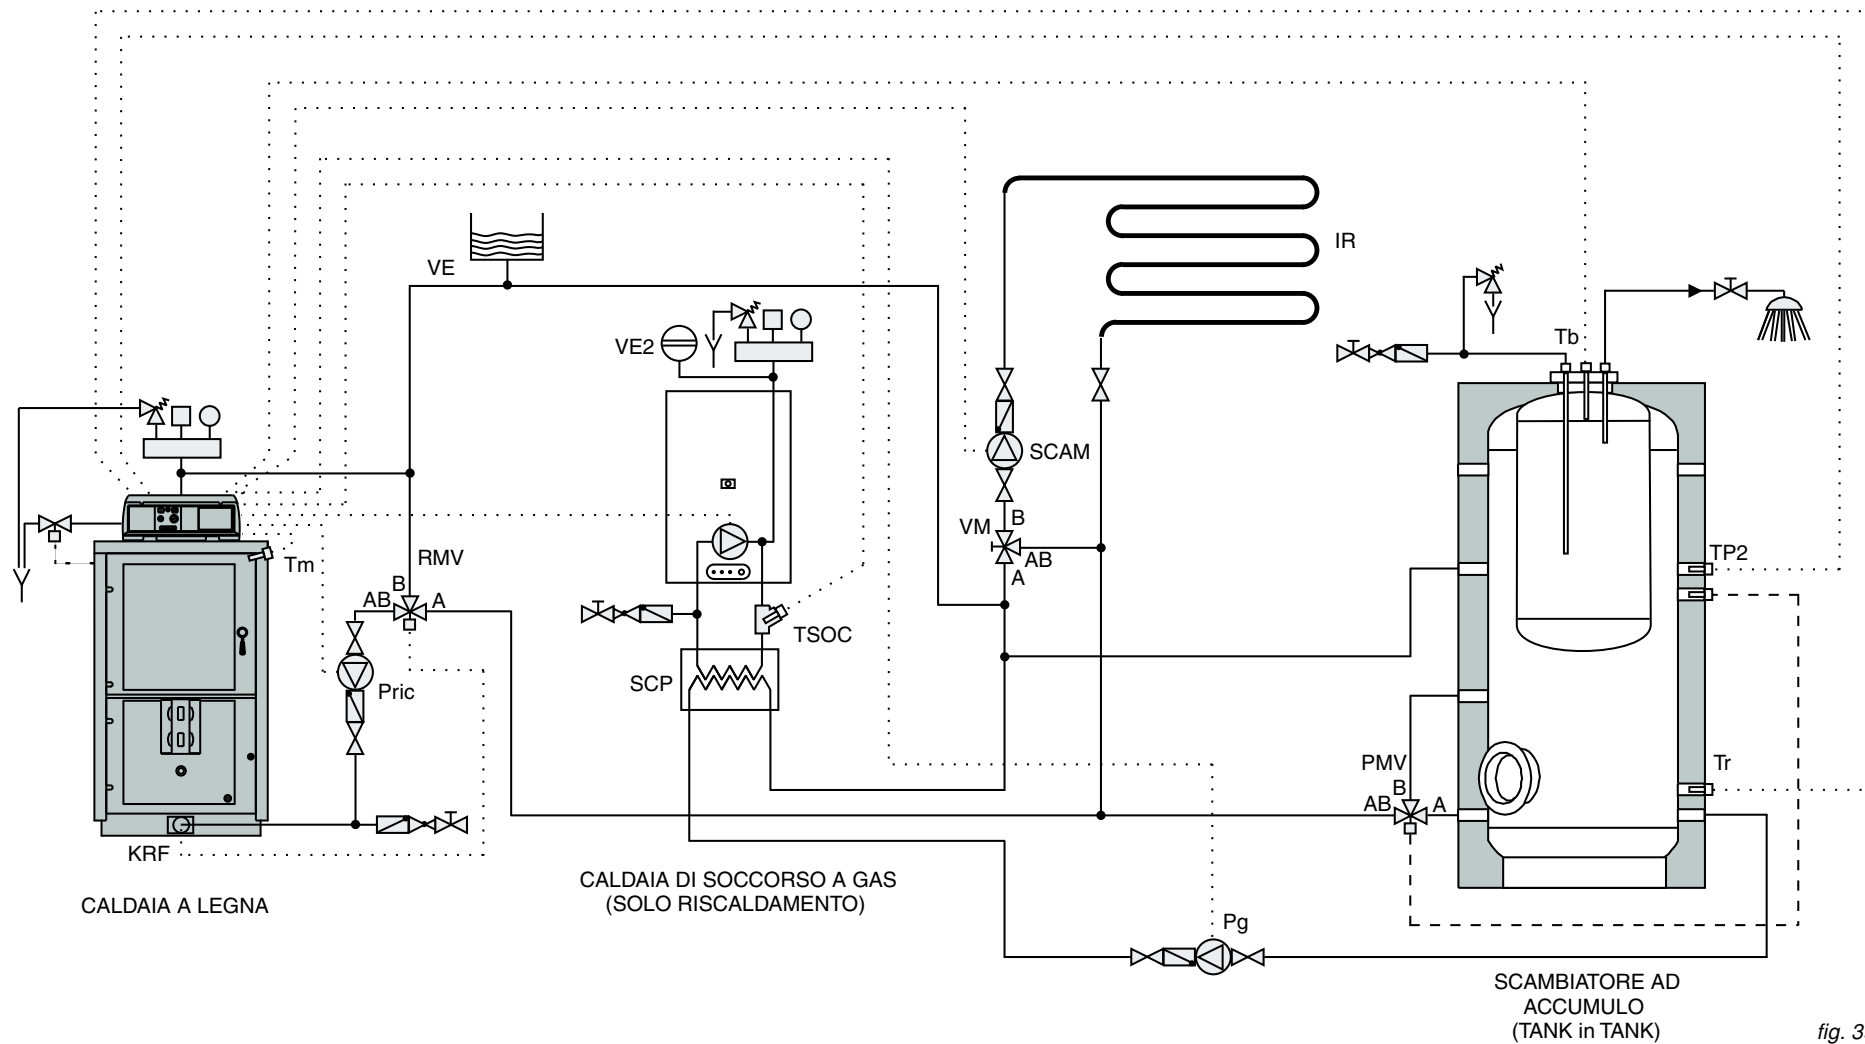 VE
IR
VE2
Tb
SCAM
VM
B
AB
A
TP2
Tm
RMV
B
AB
A
TSOC
SCP
Pric
PMV
B
AB
A
Tr
KRF
CALDAIA A LEGNA
CALDAIA DI SOCCORSO A GAS
(SOLO RISCALDAMENTO)
Pg
SCAMBIATORE AD
ACCUMULO
(TANK in TANK)
fig. 3